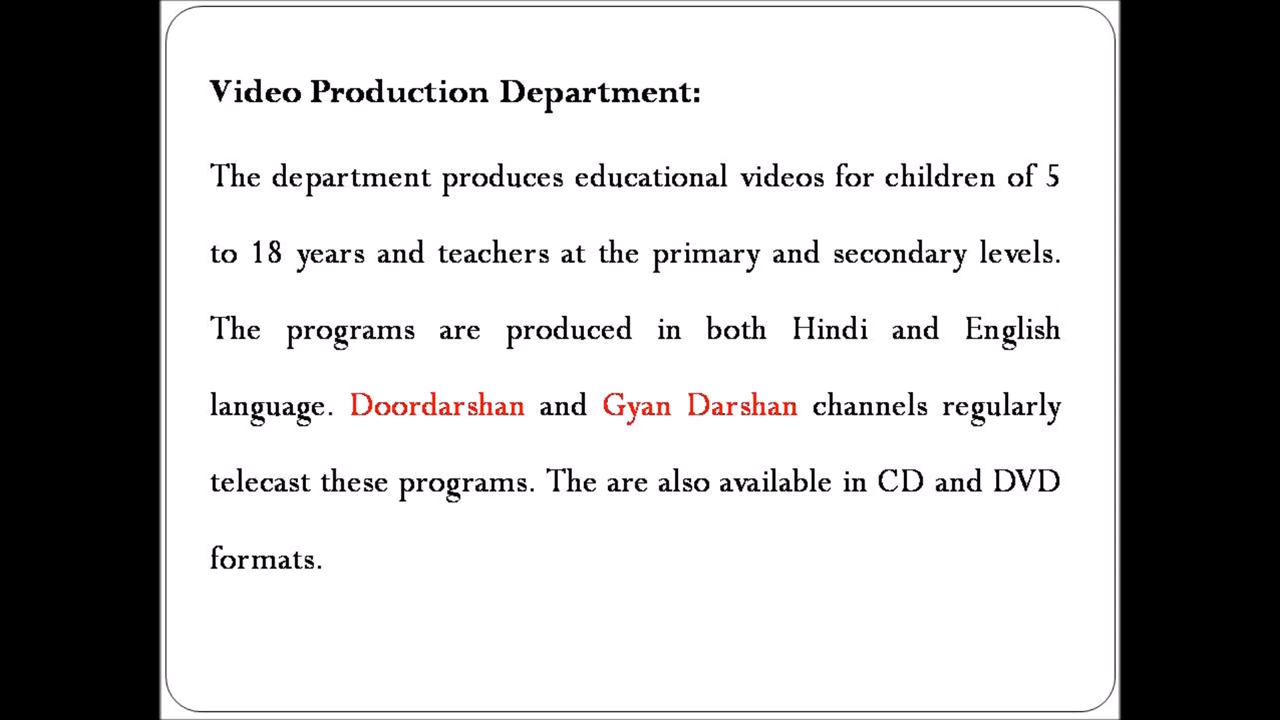 Video Production Department:
The department produces educational videos for children of 5
to 18 years and teachers at the primary and secondary levels.
The programs are produced in both Hindi and English
language. Doordarshan and Gyan Darshan channels regularly
telecast these programs. The are also available in CD and DVD
formats.